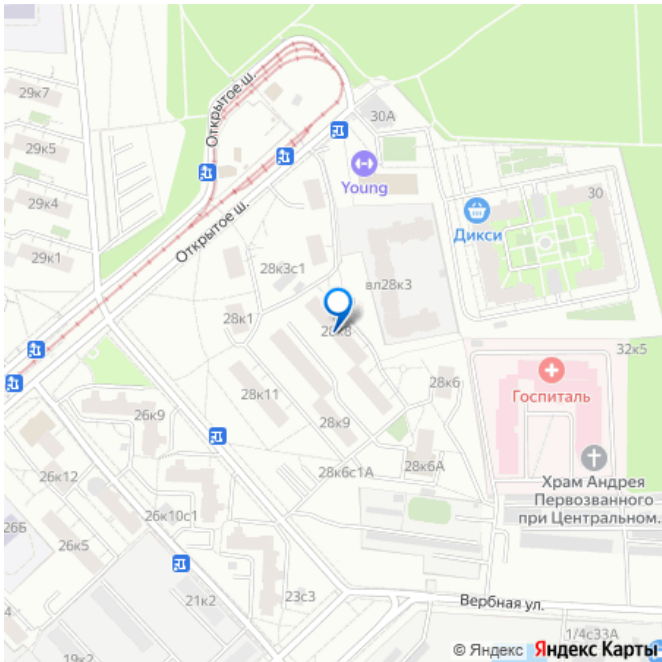 29к7
Открытое ш.
30А
29к5
Young
29к4
30
Дикси
Открытое ш.
29к1
28к3с1
вл28к3
28к1
28к8
32к5
28к11
28к6
Госпиталь
26к9
28к9
28к6с1А
28к6А
26к12
Храм Андрея
Первозванного
при Центральном...
26Б
26к10с1
26к5
21к2
23с3
Вербная ул.
19к2
1/4с33А
© Яндекс Яндекс Карты